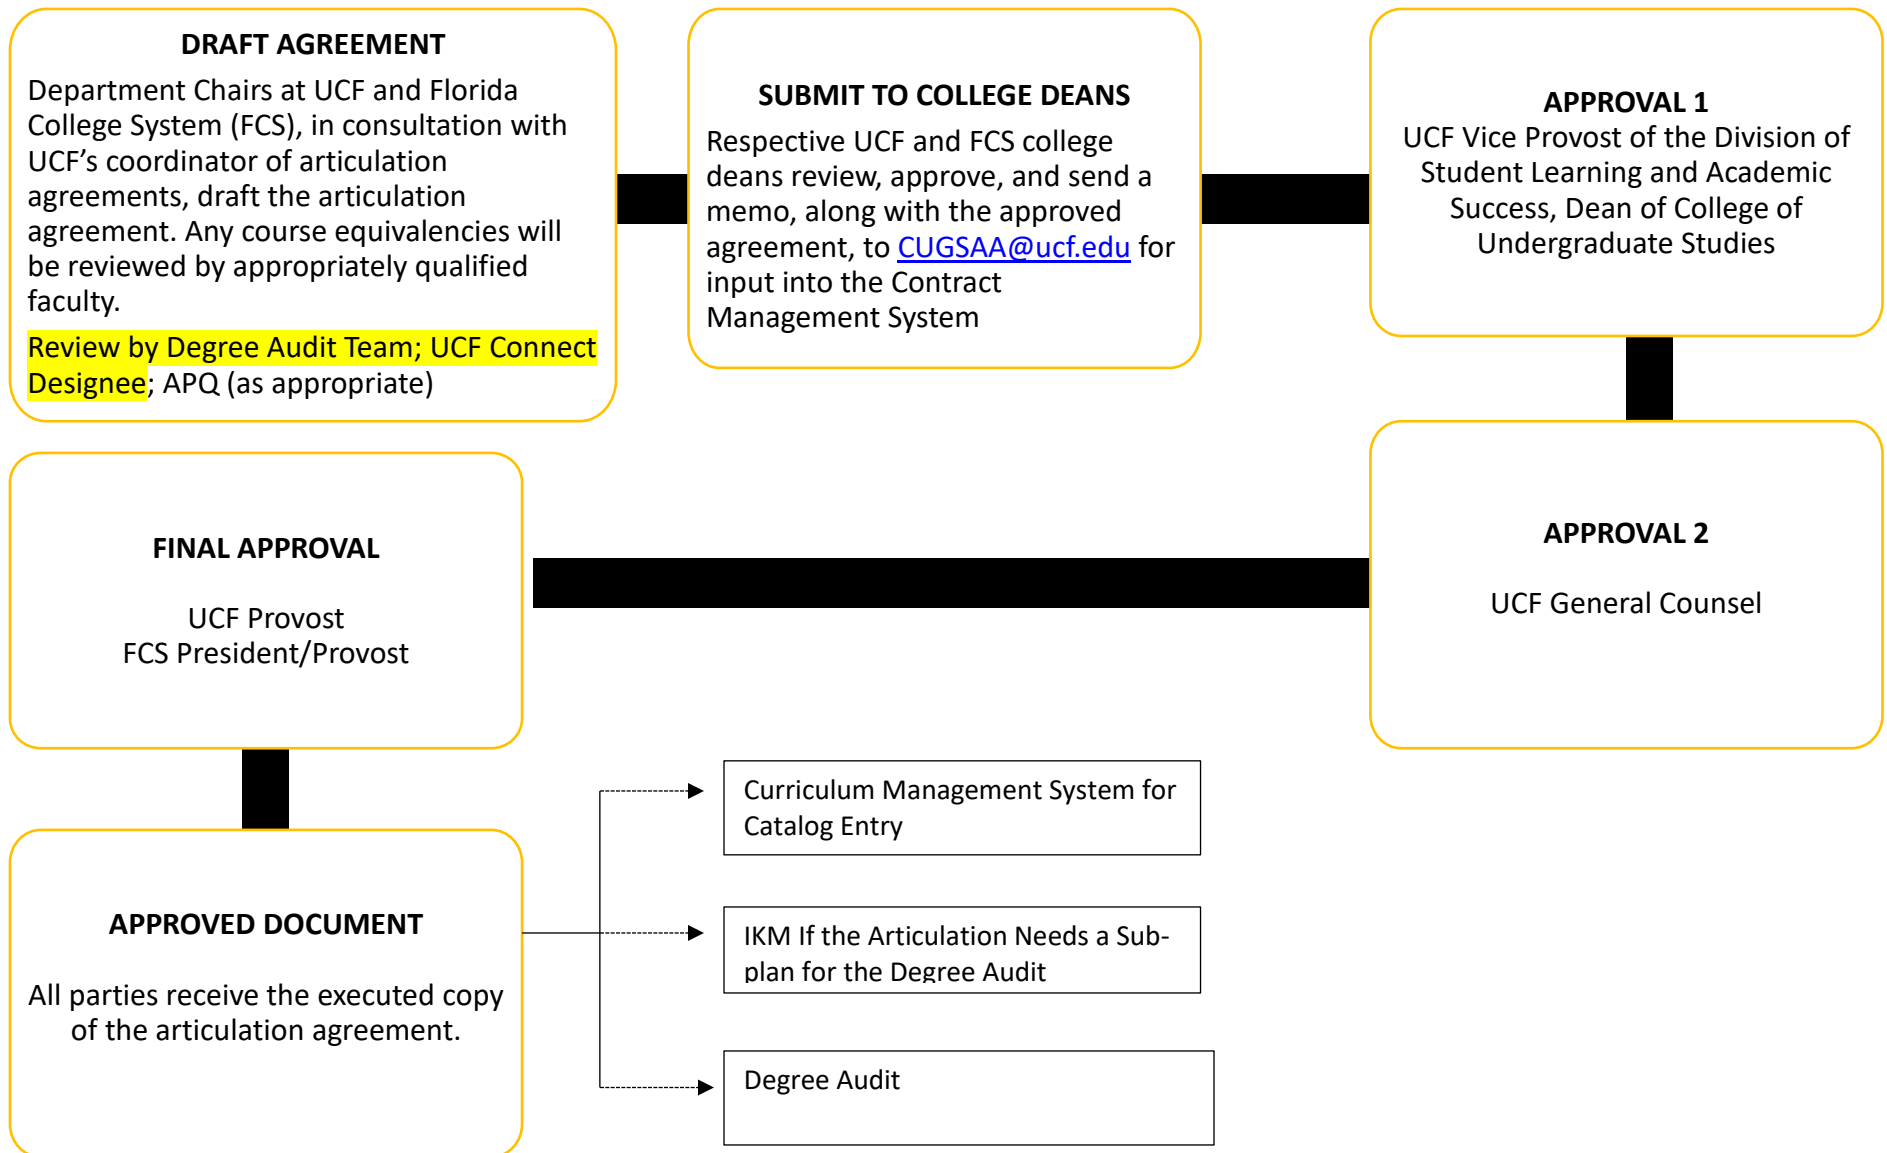 DRAFT AGREEMENT
Department Chairs at UCF and Florida
College System (FCS), in consultation with
UCF’s coordinator of articulation
agreements, draft the articulation
agreement. Any course equivalencies will
be reviewed by appropriately qualified
faculty.
Review by Degree Audit Team; UCF Connect
Designee; APQ (as appropriate)
SUBMIT TO COLLEGE DEANS
Respective UCF and FCS college
deans review, approve, and send a
memo, along with the approved
agreement, to CUGSAA@ucf.edu for
input into the Contract
Management System
APPROVAL 1
UCF Vice Provost of the Division of
Student Learning and Academic
Success, Dean of College of
Undergraduate Studies
APPROVAL 2
UCF General Counsel
FINAL APPROVAL
UCF Provost
FCS President/Provost
APPROVED DOCUMENT
All parties receive the executed copy
of the articulation agreement.
Curriculum Management System for
Catalog Entry
IKM If the Articulation Needs a Sub-
plan for the Degree Audit
Degree Audit